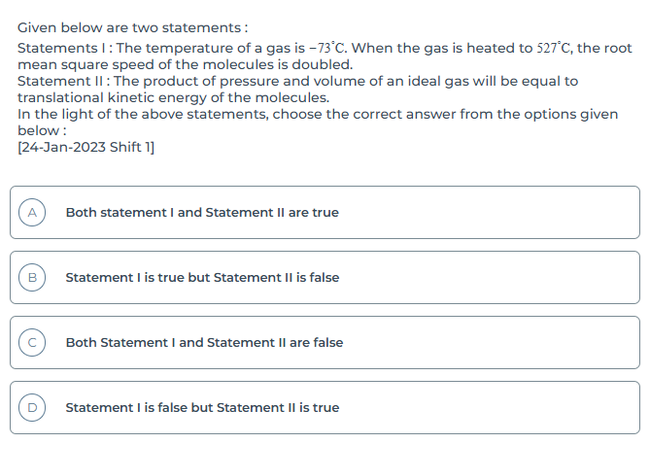 Given below are two statements :
Statements I : The temperature of a gas is −73°C. When the gas is heated to 527°C, the root
mean square speed of the molecules is doubled.
Statement II : The product of pressure and volume of an ideal gas will be equal to
translational kinetic energy of the molecules.
In the light of the above statements, choose the correct answer from the options given
below :
[24-Jan-2023 Shift 1]
A Both statement I and Statement II are true
B Statement I is true but Statement II is false
C Both Statement I and Statement II are false
D Statement I is false but Statement II is true